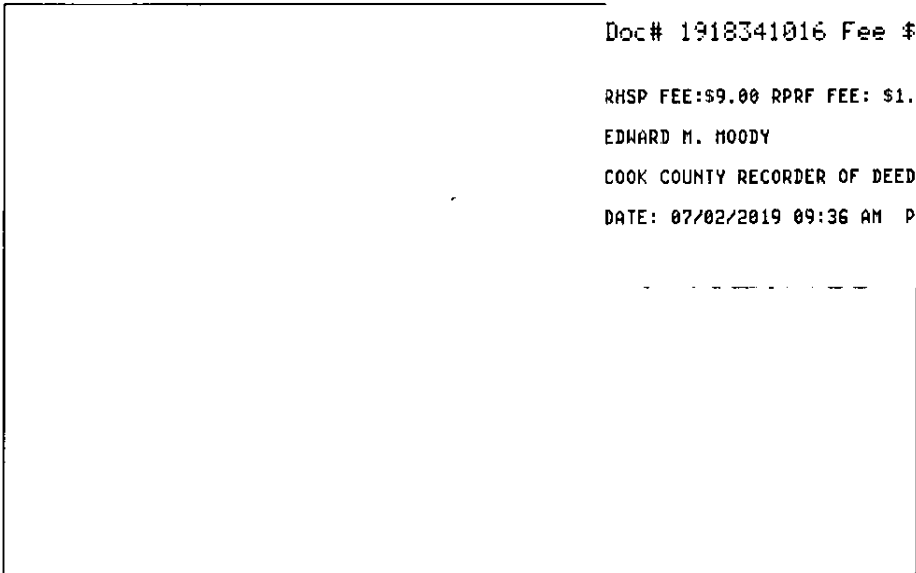 Doc# 1918341016 Fee $
RHSP FEE:$9.00 RPRF FEE: $1.
EDWARD M. MOODY
COOK COUNTY RECORDER OF DEED
DATE: 07/02/2019 09:36 AM P